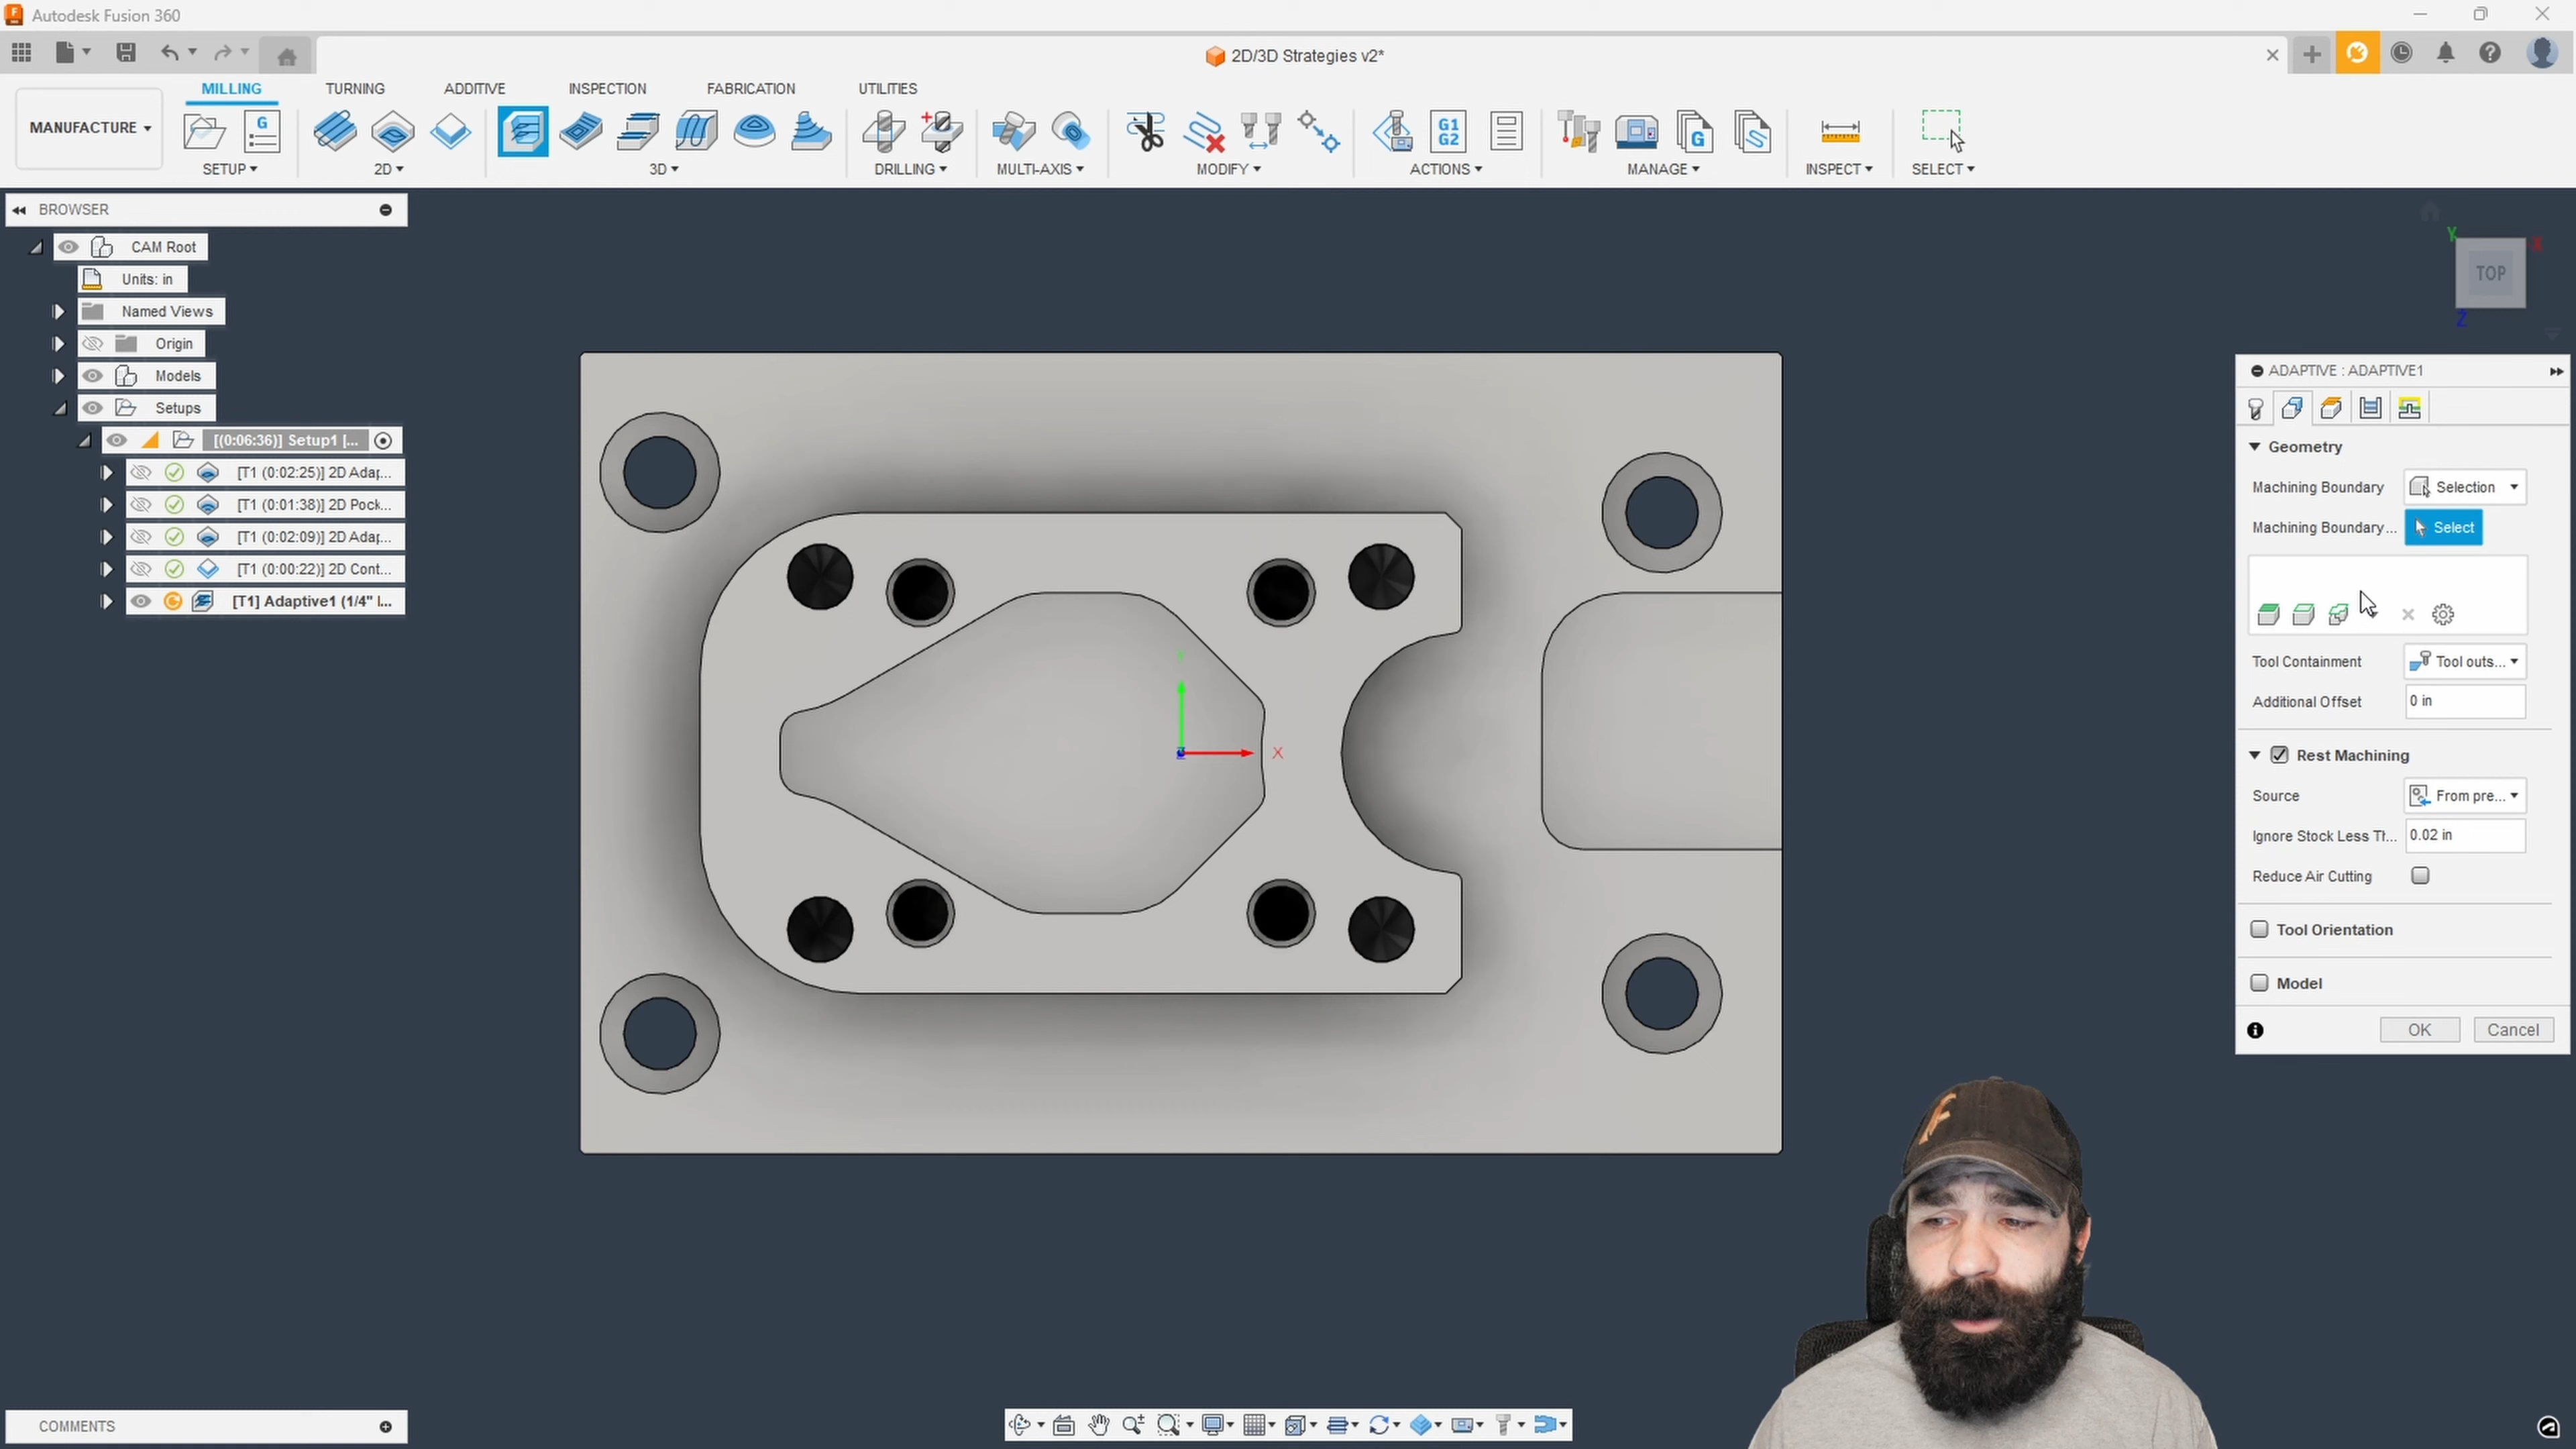 Autodesk Fusion 360
2D/3D Strategies v2*
MILLING
TURNING
ADDITIVE
INSPECTION
FABRICATION
UTILITIES
MANUFACTURE
G
G1
G2
G
SETUP
2D
3D
DRILLING
MULTI-AXIS
MODIFY
ACTIONS
MANAGE
INSPECT
SELECT
BROWSER
CAM Root
Units: in
Named Views
Origin
Models
Setups
[(0:06:36)] Setup1 [...
[T1 (0:02:25)] 2D Adap...
[T1 (0:01:38)] 2D Pock...
[T1 (0:02:09)] 2D Adap...
[T1 (0:00:22)] 2D Cont...
[T1] Adaptive1 (1/4" I...
Y
X
TOP
Z
Y
X
Z
ADAPTIVE : ADAPTIVE1
Geometry
Machining Boundary
Selection
Machining Boundary...
Select
Tool Containment
Tool outs...
Additional Offset
0 in
Rest Machining
Source
From pre...
Ignore Stock Less Th...
0.02 in
Reduce Air Cutting
Tool Orientation
Model
OK
Cancel
COMMENTS